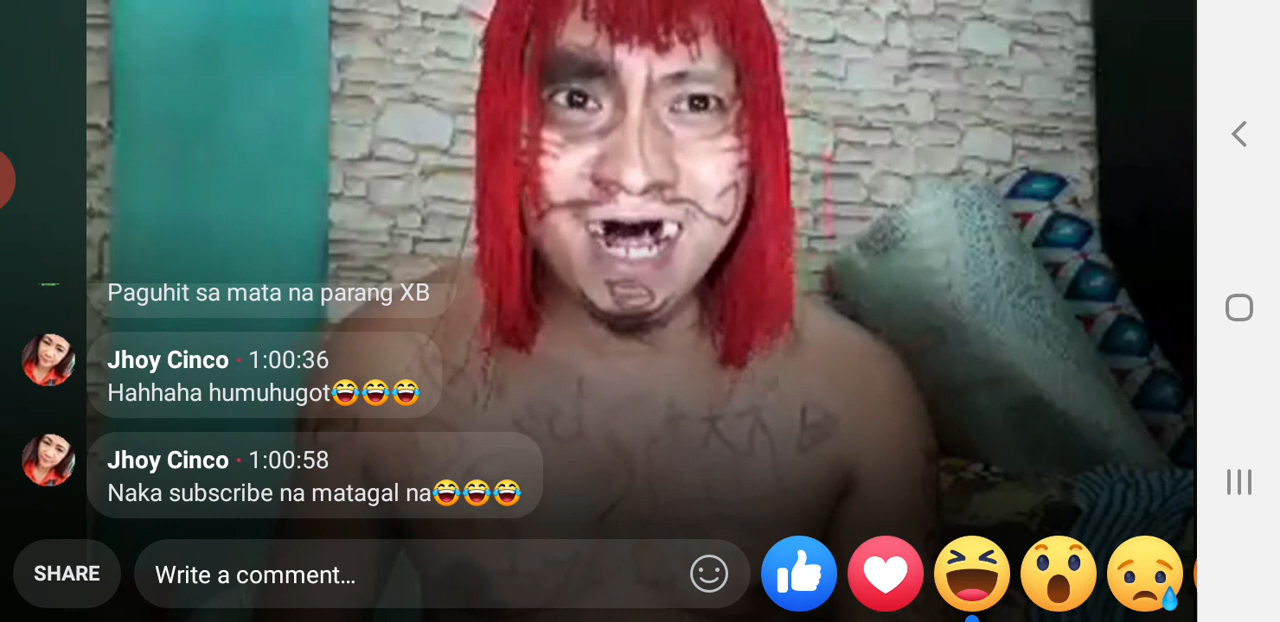 Paguhit sa mata na parang XB
Jhoy Cinco • 1:00:36
Hahhaha humuhugot😂😂😂
Jhoy Cinco • 1:00:58
Naka subscribe na matagal na😂😂😂
SHARE
Write a comment...